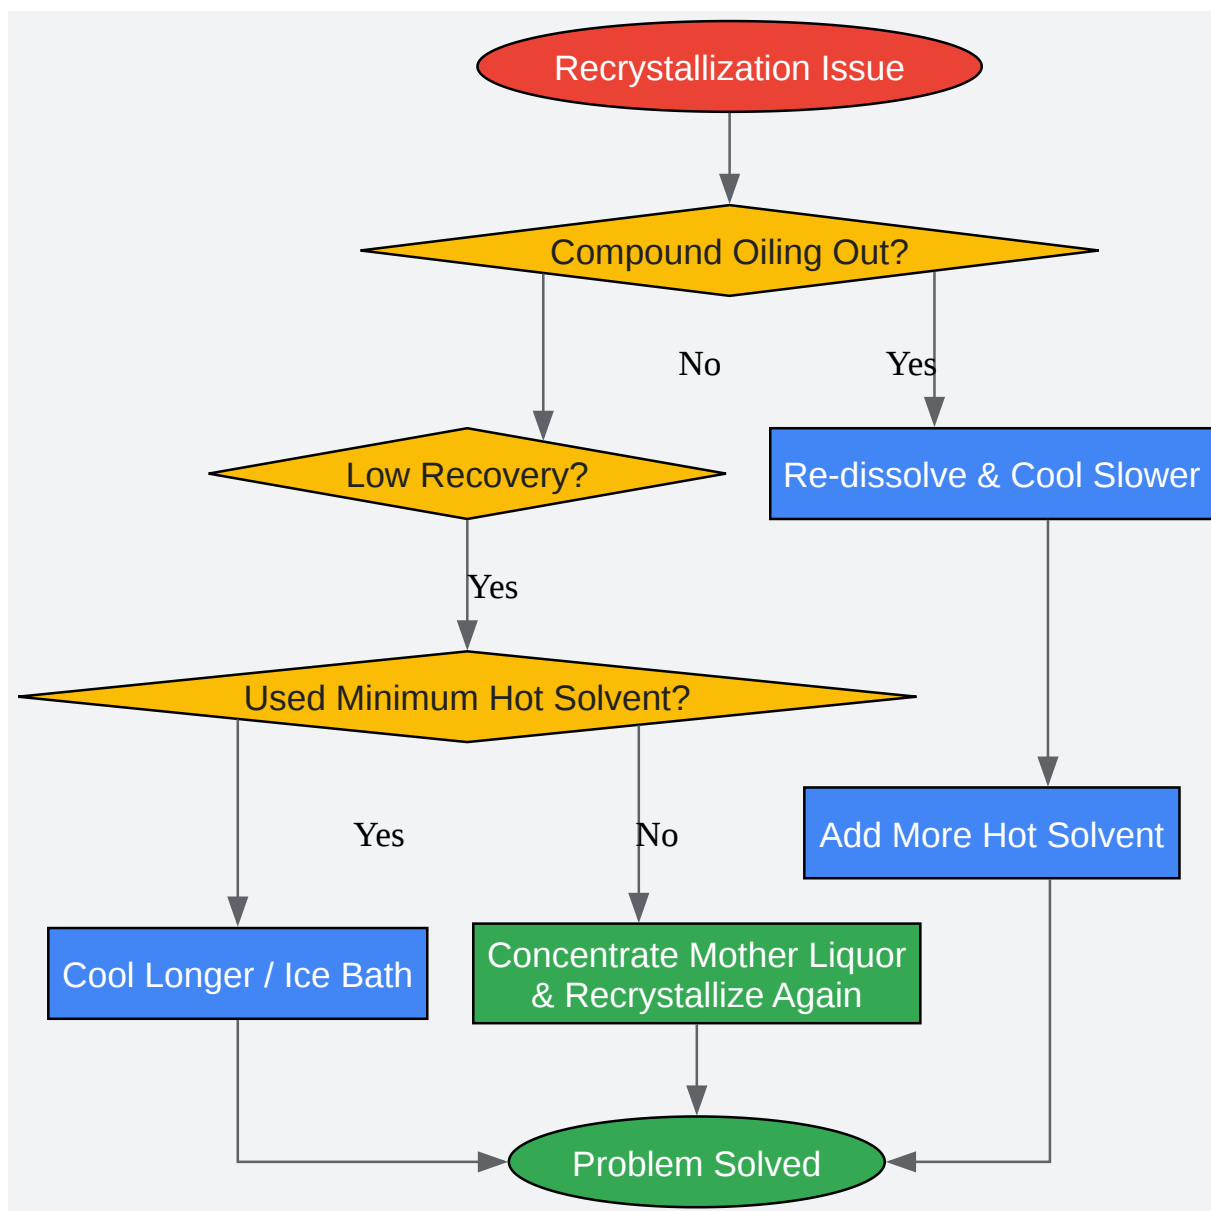 Recrystallization Issue
Compound Oiling Out?
No
Yes
Low Recovery?
Re-dissolve & Cool Slower
Yes
Used Minimum Hot Solvent?
Yes
No
Add More Hot Solvent
Cool Longer / Ice Bath
Concentrate Mother Liquor
& Recrystallize Again
Problem Solved